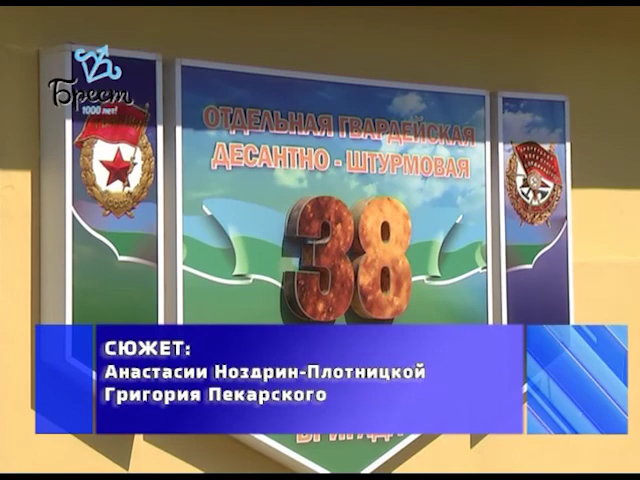 Брест
1000 лет!
ОТДЕЛЬНАЯ ГВАРДЕЙСКАЯ
ДЕСАНТНО - ШТУРМОВАЯ
38
СЮЖЕТ:
Анастасии Ноздрин-Плотницкой
Григория Пекарского